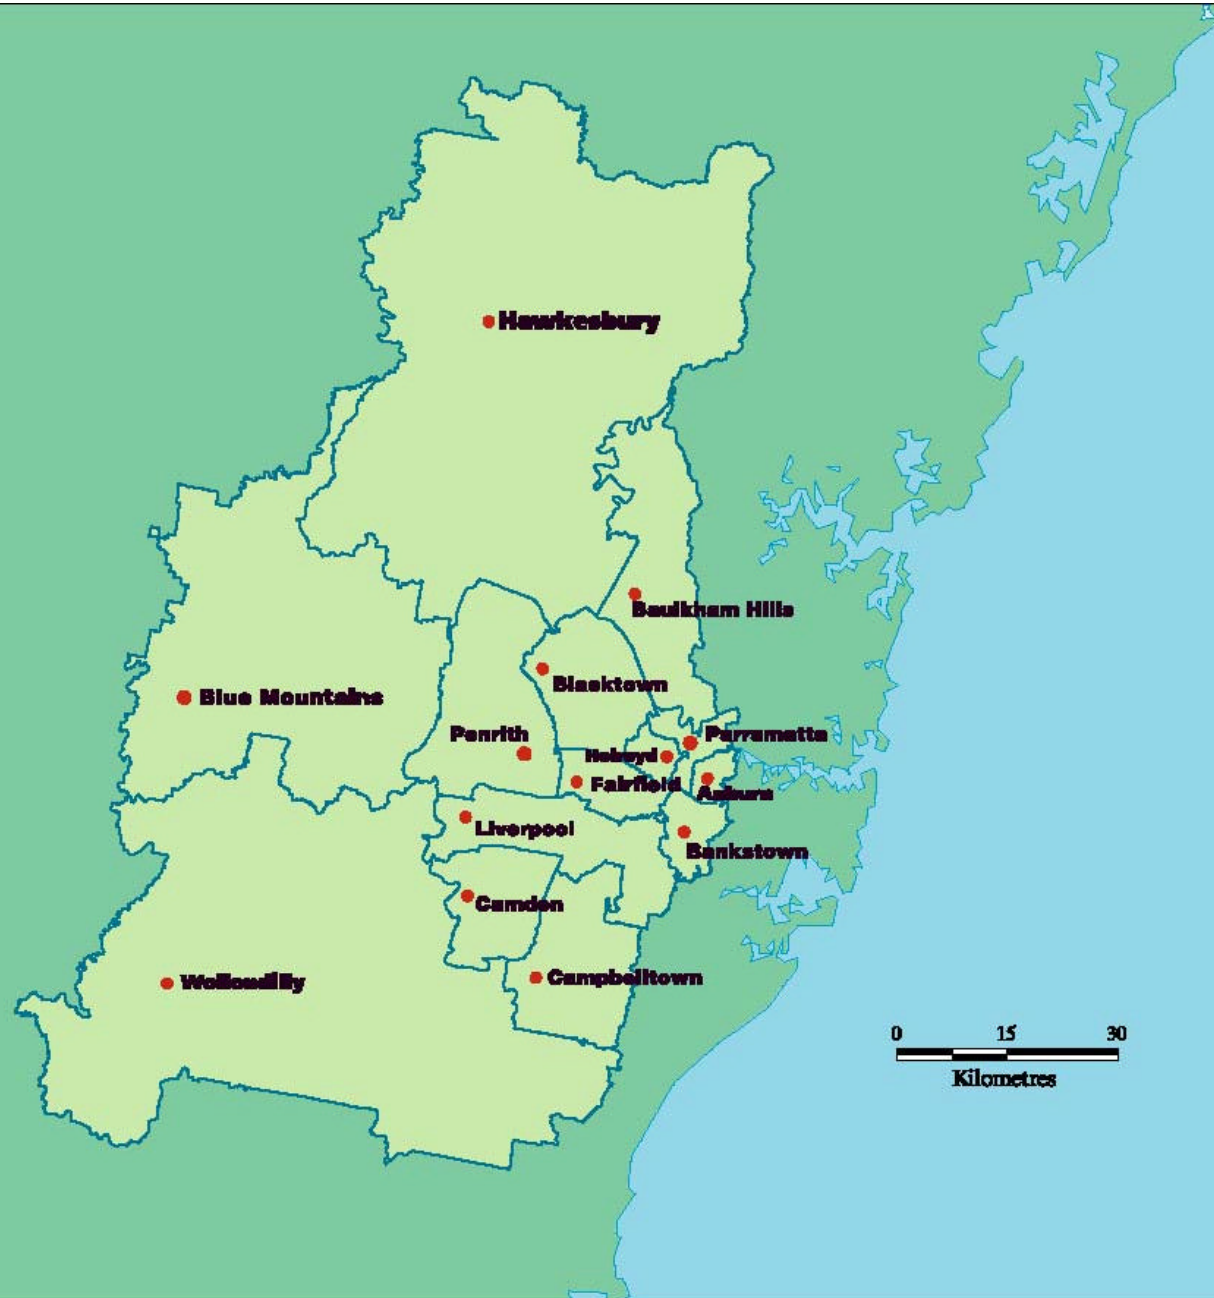 Hawkesbury
Baulkham Hills
Blacktown
Blue Mountains
Penrith
Parramatta
Holroyd
Fairfield
Auburn
Liverpool
Bankstown
Camden
Campbelltown
Wollondilly
0 15 30
Kilometres